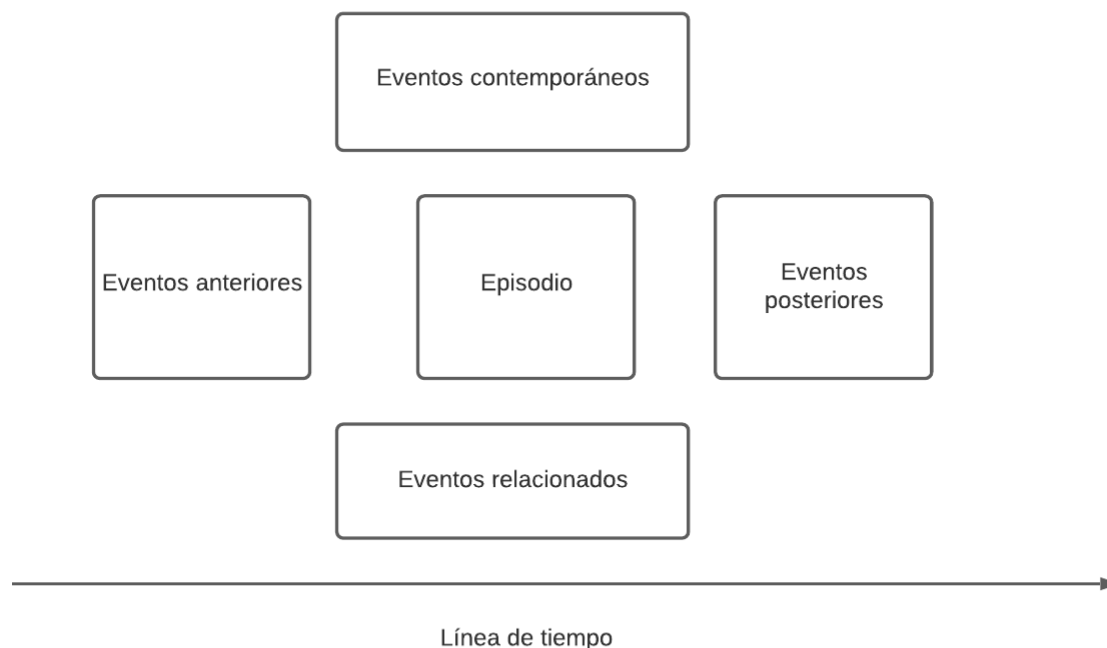 Eventos contemporáneos
Eventos anteriores
Episodio
Eventos
posteriores
Eventos relacionados
Línea de tiempo